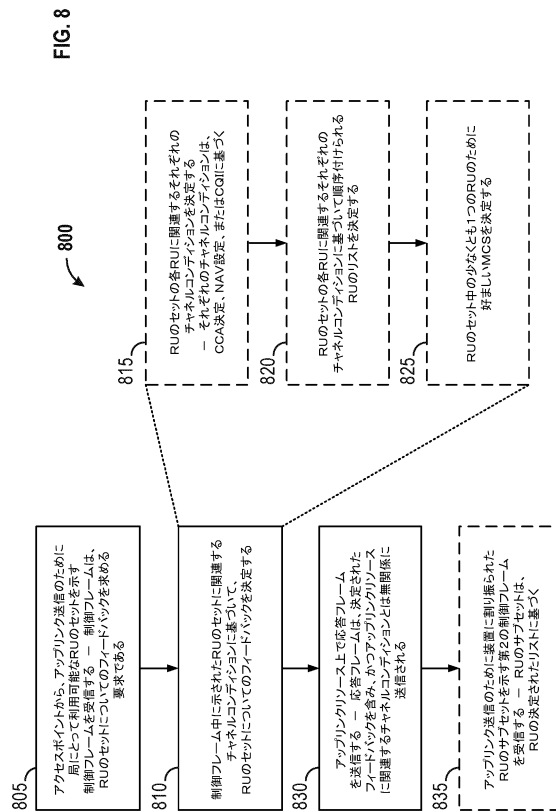 FIG. 8
800
805
アクセスポイントから、アップリンク送信のために
局にとって利用可能なRUのセットを示す
制御フレームを受信する － 制御フレームは、
RUのセットについてのフィードバックを求める
要求である
810
制御フレーム中に示されたRUのセットに関連する
チャネルコンディションに基づいて、
RUのセットについてのフィードバックを決定する
815
RUのセットの各RUに関連するそれぞれの
チャネルコンディションを決定する
－ それぞれのチャネルコンディションは、
CCA決定、NAV設定、またはCQIに基づく
820
RUのセットの各RUに関連するそれぞれの
チャネルコンディションに基づいて順序付けられる
RUのリストを決定する
825
RUのセット中の少なくとも1つのRUのために
好ましいMCSを決定する
830
アップリンクリソース上で応答フレーム
を送信する － 応答フレームは、決定された
フィードバックを含み、かつアップリンクリソース
に関連するチャネルコンディションとは無関係に
送信される
835
アップリンク送信のために装置に割り振られた
RUのサブセットを示す第2の制御フレーム
を受信する － RUのサブセットは、
RUの決定されたリストに基づく